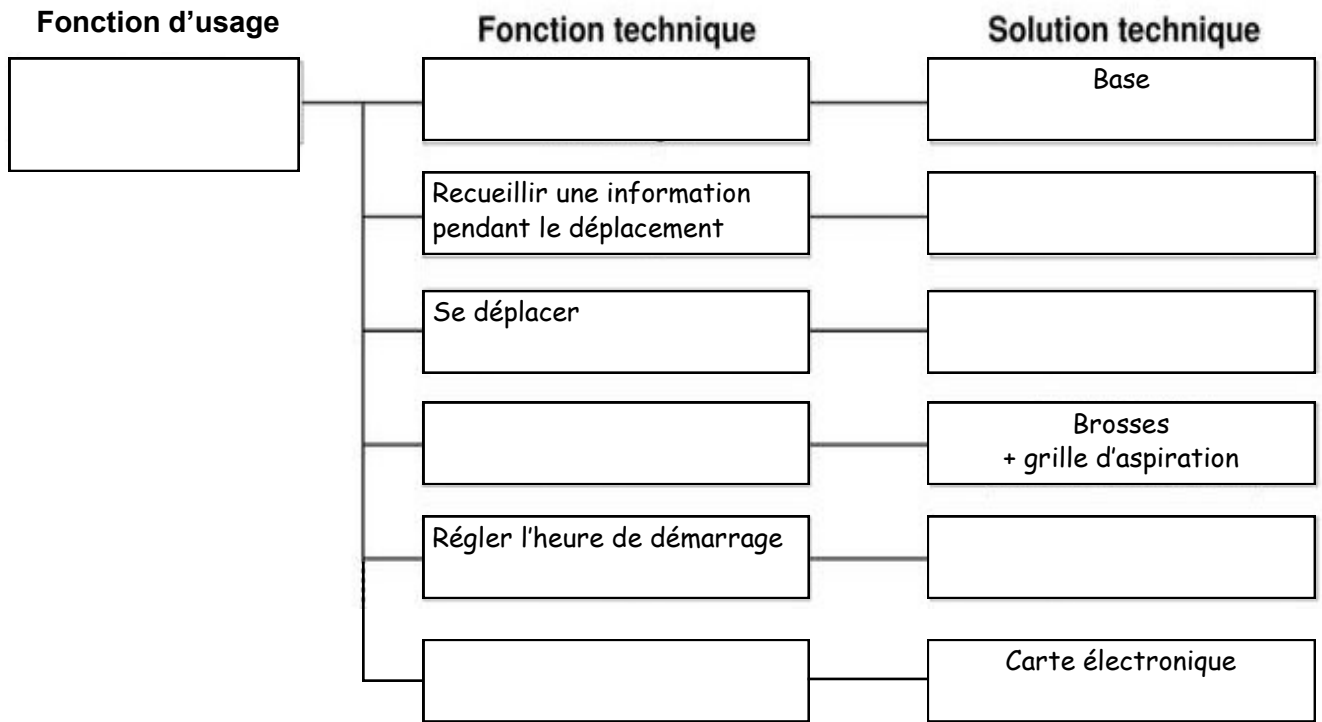 Fonction d'usage
Fonction technique
Solution technique
Base
Recueillir une information
pendant le déplacement
Se déplacer
Brosses
+ grille d'aspiration
Régler l'heure de démarrage
Carte électronique